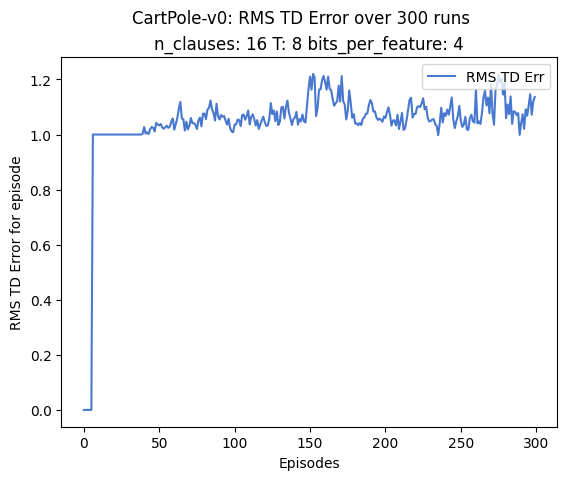 CartPole-v0: RMS TD Error over 300 runs
n_clauses: 16 T: 8 bits_per_feature: 4
RMS TD Err
1.2
1.0
0.8
0.6
0.4
0.2
0.0
RMS TD Error for episode
0 50 100 150 200 250 300
Episodes